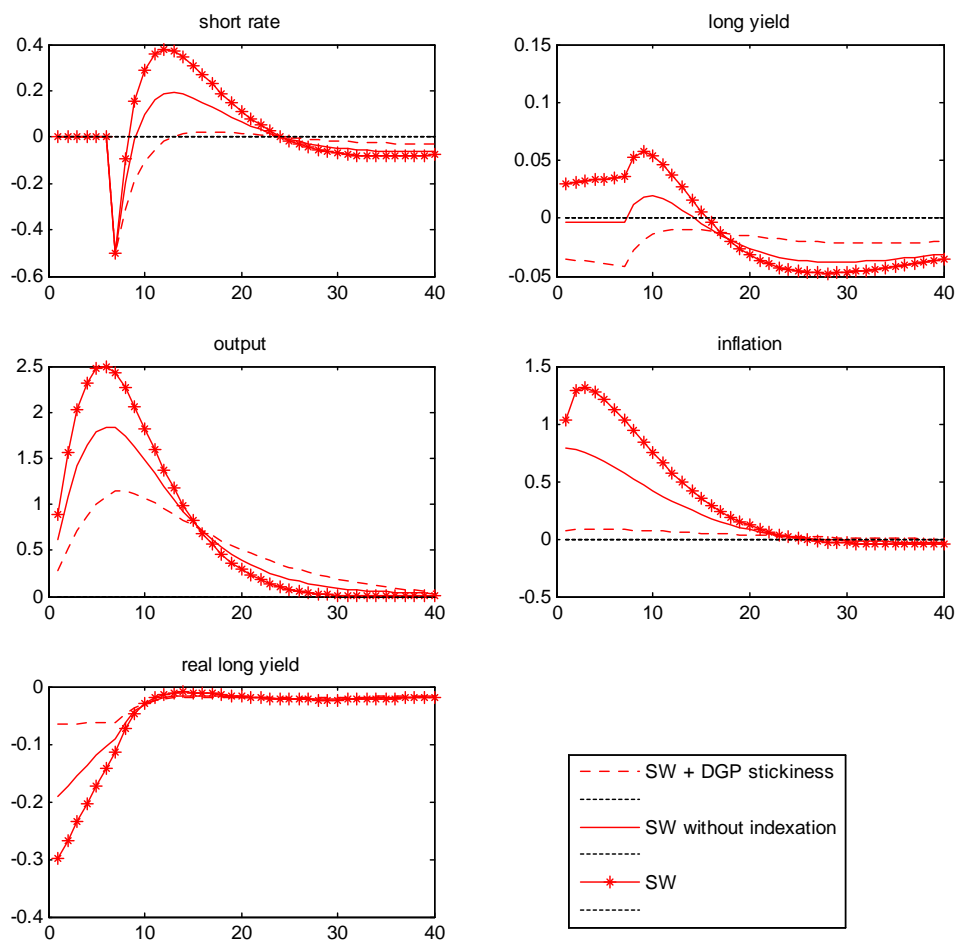 short rate
0.4
0.2
0
-0.2
-0.4
-0.6
0 10 20 30 40
long yield
0.15
0.1
0.05
0
-0.05
0 10 20 30 40
output
2.5
2
1.5
1
0.5
0
0 10 20 30 40
inflation
1.5
1
0.5
0
-0.5
0 10 20 30 40
real long yield
0
-0.1
-0.2
-0.3
-0.4
0 10 20 30 40
SW + DGP stickiness
SW without indexation
SW